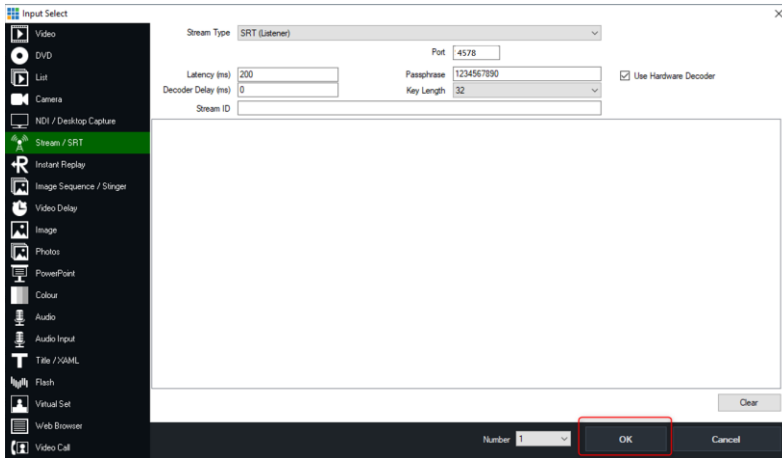 Input Select
Video
DVD
List
Camera
NDI / Desktop Capture
Stream / SRT
Instant Replay
Image Sequence / Stinger
Video Delay
Image
Photos
PowerPoint
Colour
Audio
Audio Input
Title / XAML
Flash
Virtual Set
Web Browser
Video Call
Stream Type SRT (Listener)
Port 4578
Latency (ms) 200 Passphrase 1234567890 Use Hardware Decoder
Decoder Delay (ms) 0 Key Length 32
Stream ID
Clear
Number 1 OK Cancel